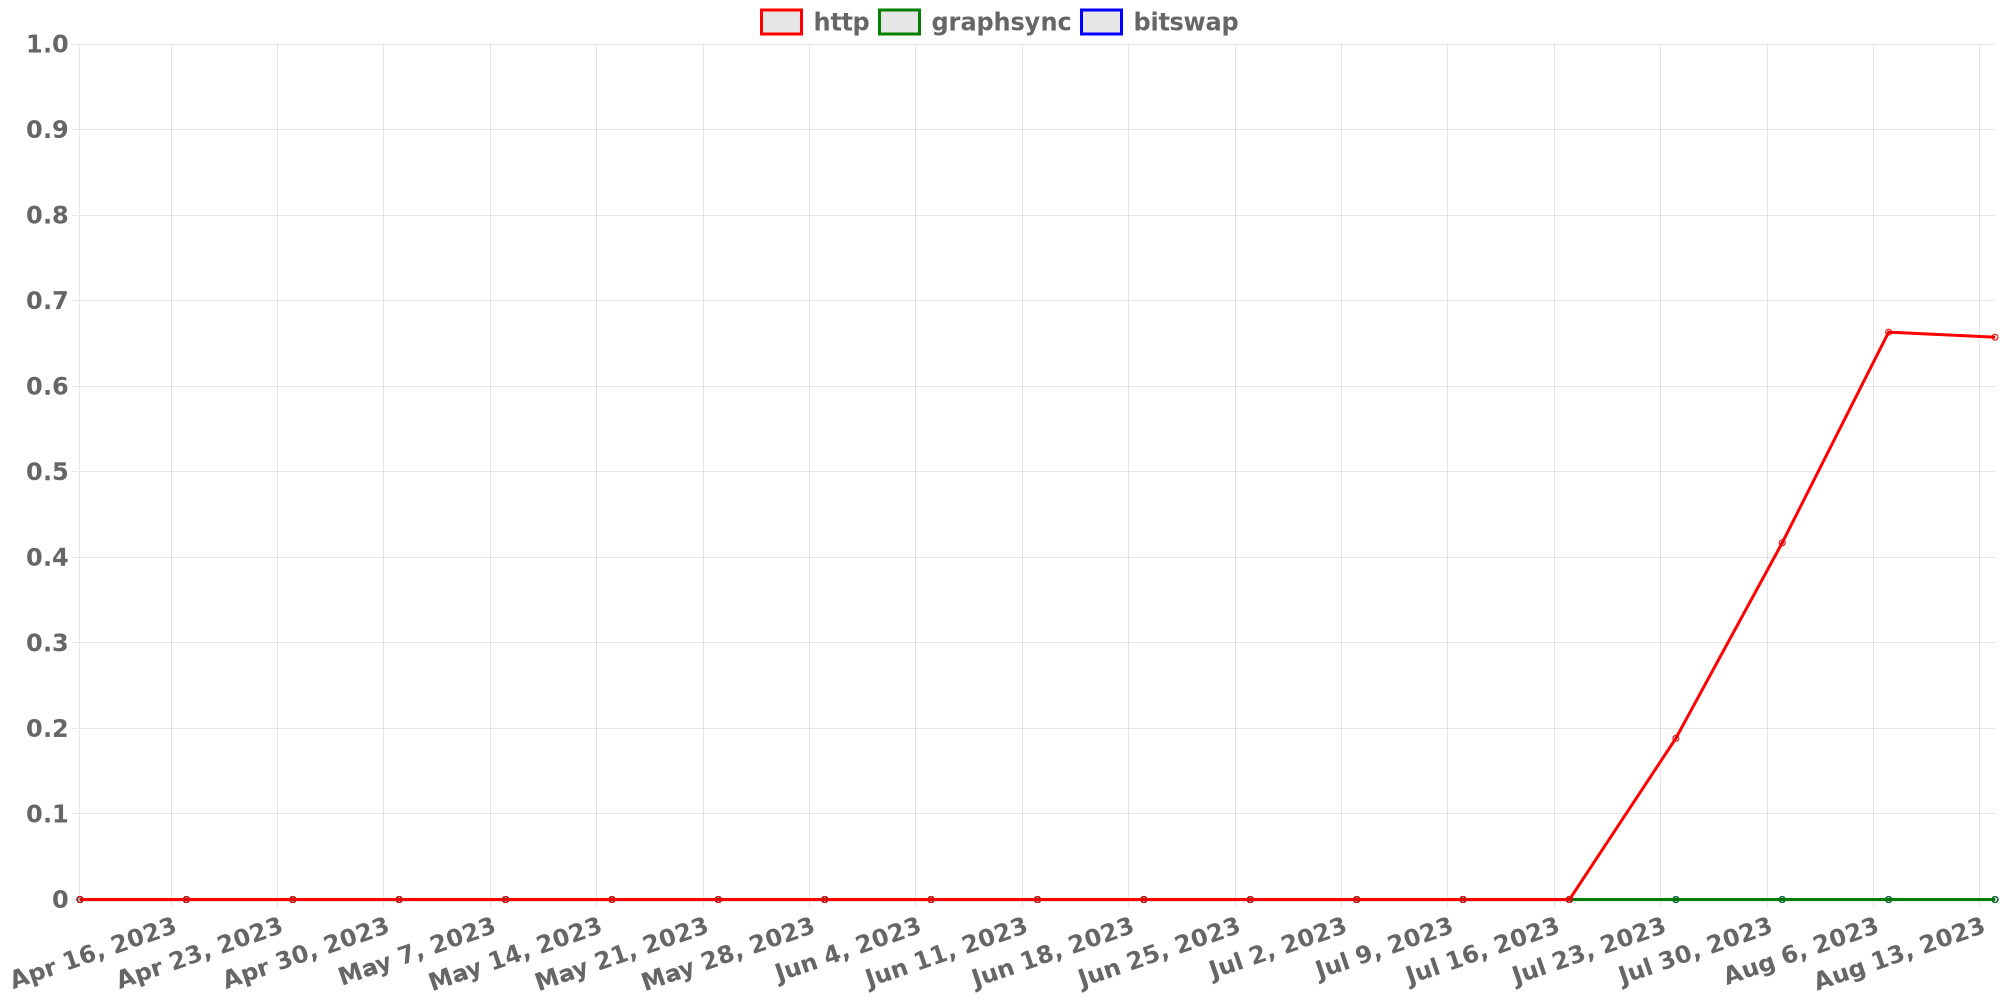 http graphsync bitswap
1.0
0.9
0.8
0.7
0.6
0.5
0.4
0.3
0.2
0.1
0
Apr 16, 2023
Apr 23, 2023
Apr 30, 2023
May 7, 2023
May 14, 2023
May 21, 2023
May 28, 2023
Jun 4, 2023
Jun 11, 2023
Jun 18, 2023
Jun 25, 2023
Jul 2, 2023
Jul 9, 2023
Jul 16, 2023
Jul 23, 2023
Jul 30, 2023
Aug 6, 2023
Aug 13, 2023